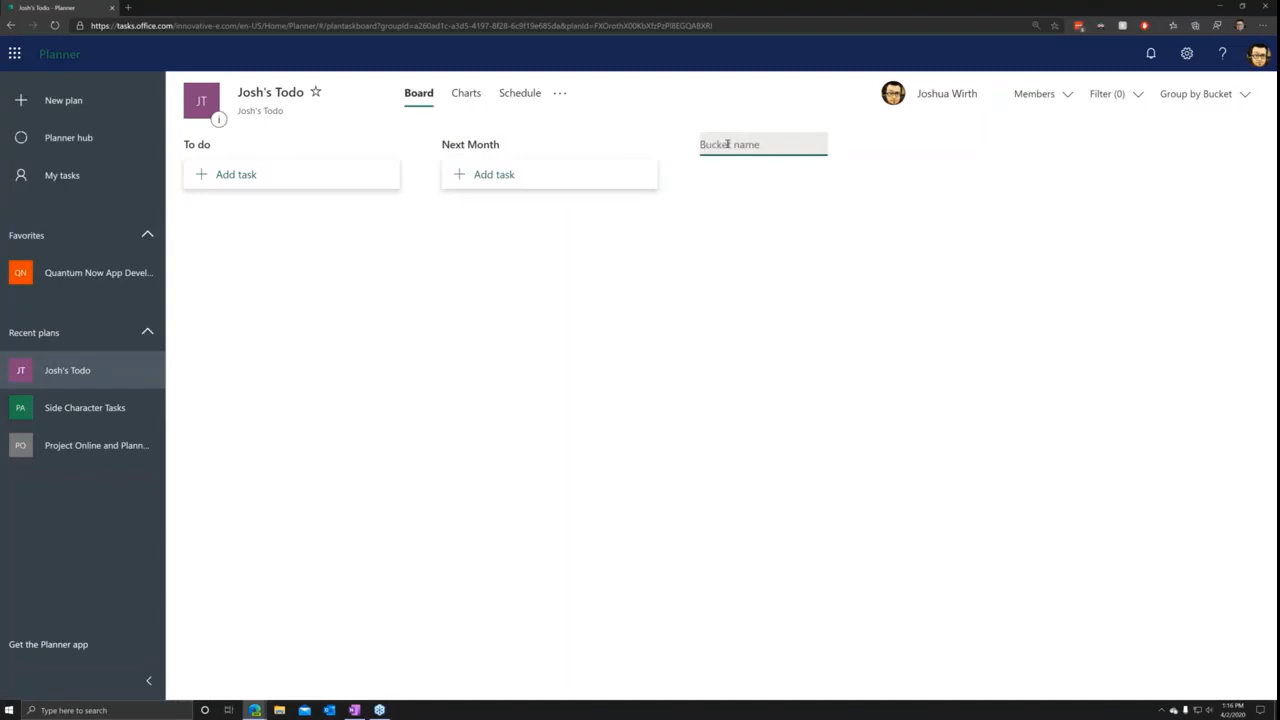 Josh's Todo - Planner
https://tasks.office.com/innovative-e.com/en-US/Home/Planner/#/plantaskboard?groupId=a260ad1c-a3d5-4197-8f28-6c9f19e685da&planId=
Planner
New plan
Planner hub
My tasks
Favorites
QN Quantum Now App Devel...
Recent plans
JT Josh's Todo
PA Side Character Tasks
PO Project Online and Plann...
Get the Planner app
JT
Josh's Todo
Josh's Todo
Board Charts Schedule
Joshua Wirth Members Filter (0) Group by Bucket
To do Next Month Bucket name
Add task Add task
Type here to search
1:16 PM
4/2/2020